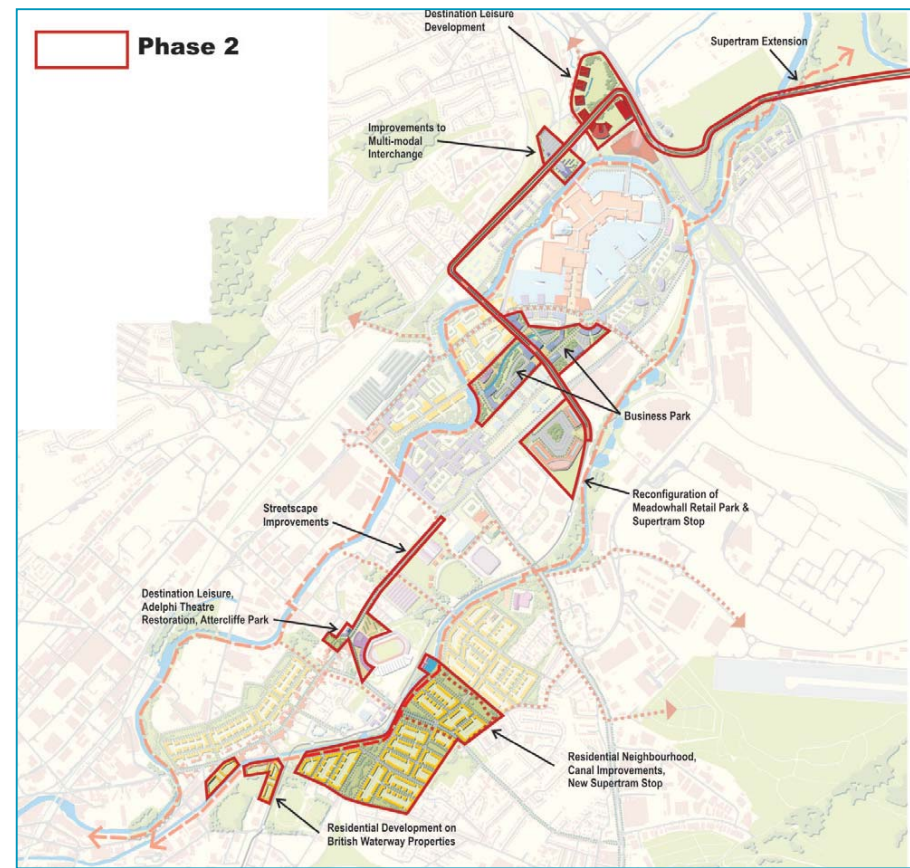 Phase 2
Destination Leisure
Development
Supertram Extension
Improvements to
Multi-modal
Interchange
Business Park
Reconfiguration of
Meadowhall Retail Park &
Supertram Stop
Streetscape
Improvements
Destination Leisure,
Adelphi Theatre
Restoration, Attercliffe Park
Residential Neighbourhood,
Canal Improvements,
New Supertram Stop
Residential Development on
British Waterway Properties